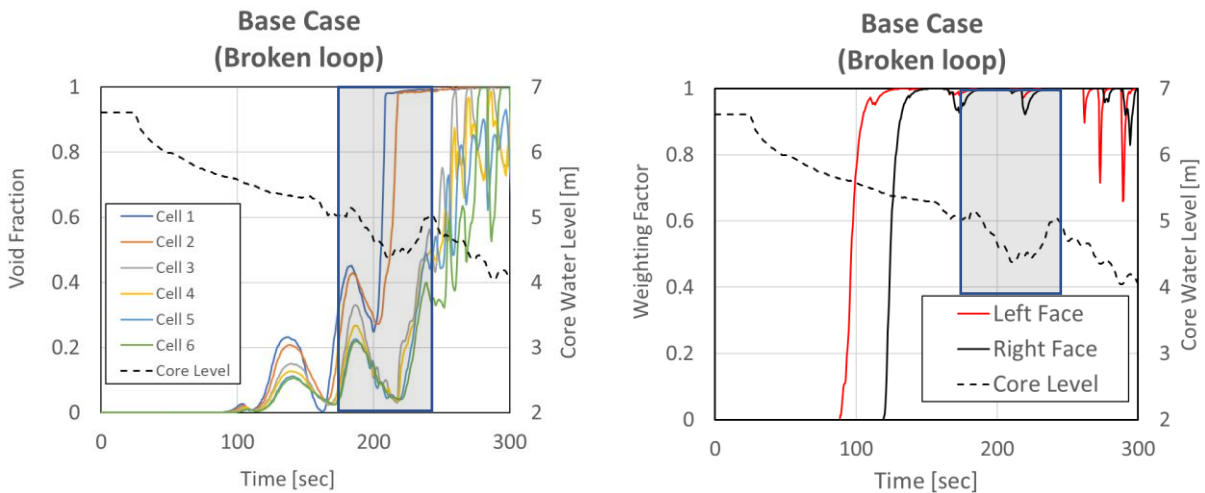 Base Case
(Broken loop)
Void Fraction
1
0.8
0.6
0.4
0.2
0
Cell 1
Cell 2
Cell 3
Cell 4
Cell 5
Cell 6
Core Level
7
6
5
4
3
2
Core Water Level [m]
0
100
200
300
Time [sec]
Base Case
(Broken loop)
Weighting Factor
1
0.8
0.6
0.4
0.2
0
Left Face
Right Face
Core Level
7
6
5
4
3
2
Core Water Level [m]
0
100
200
300
Time [sec]